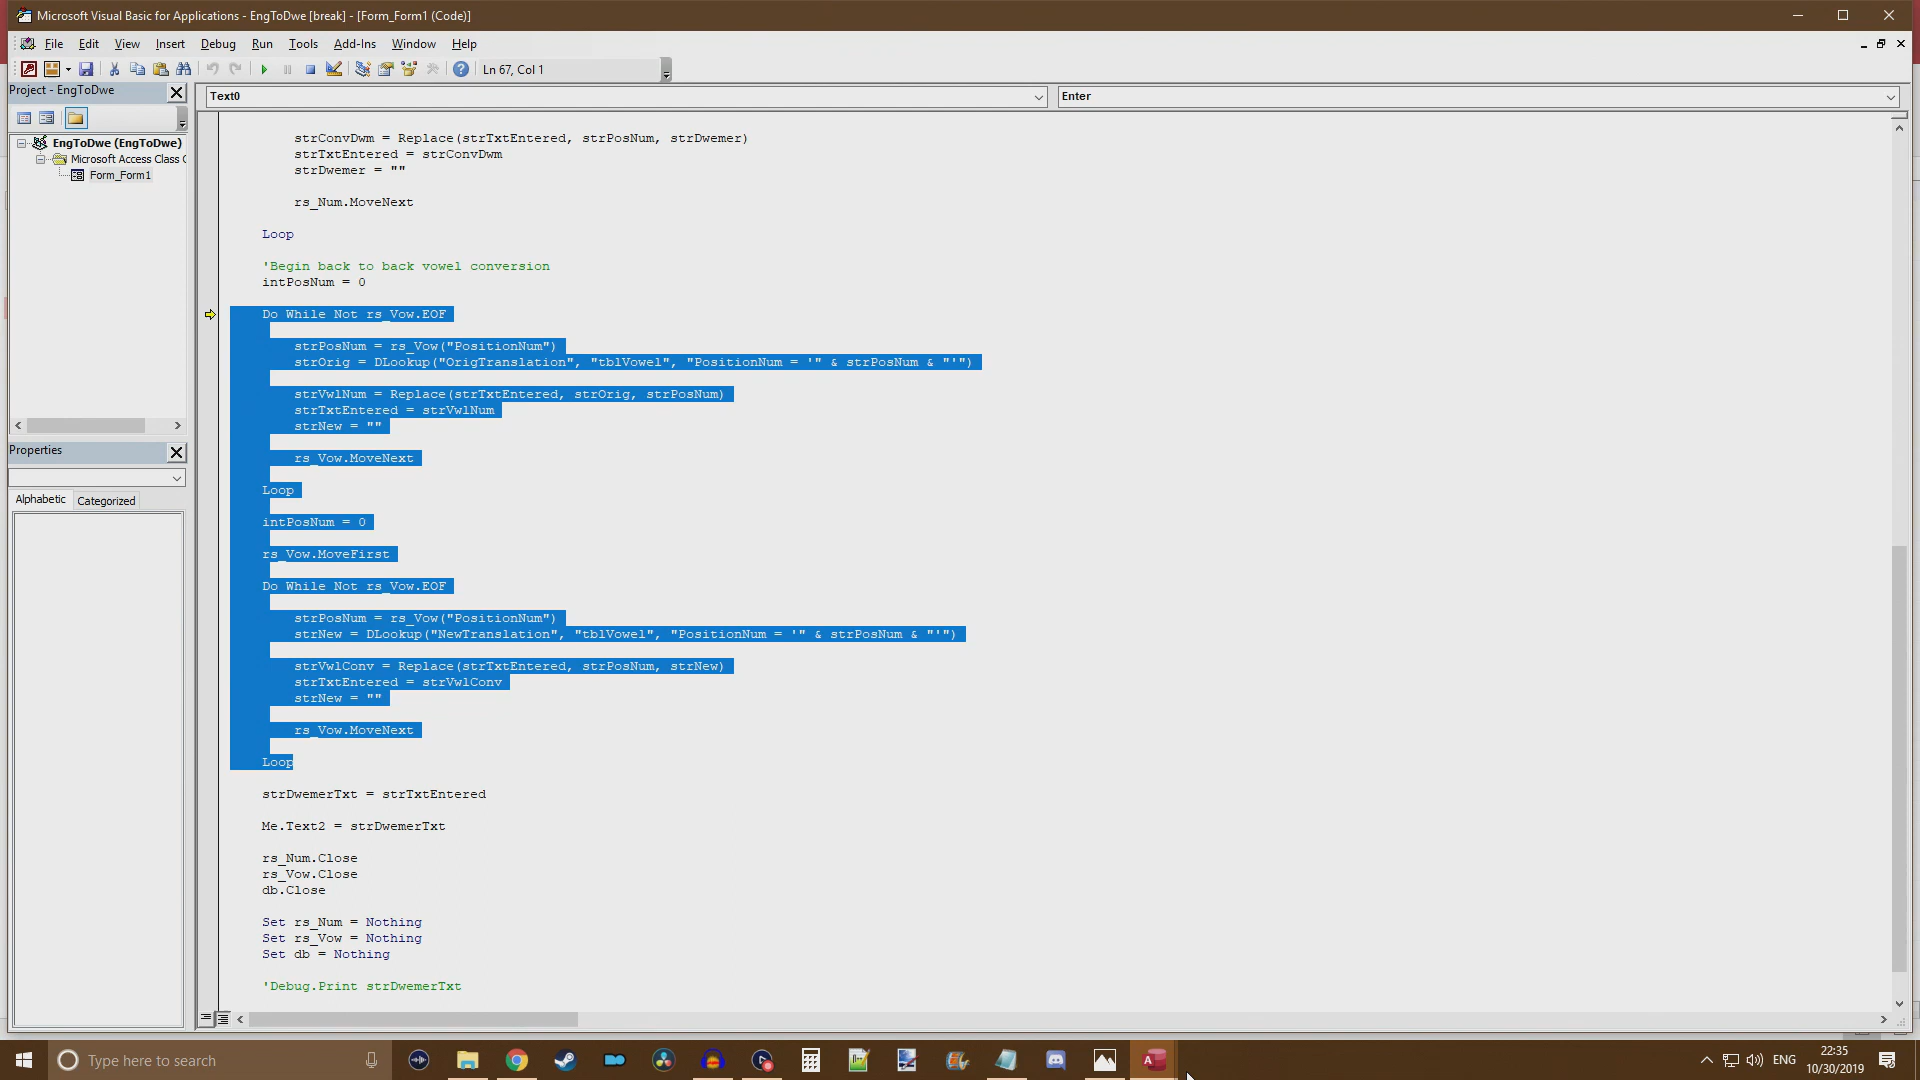 Microsoft Visual Basic for Applications - EngToDwe [break] - [Form_Form1 (Code)]
File Edit View Insert Debug Run Tools Add-Ins Window Help
Ln 67, Col 1
Project - EngToDwe
Text0
Enter
EngToDwe (EngToDwe)
Microsoft Access Class
Form_Form1
strConvDwm = Replace(strTxtEntered, strPosNum, strDwemer)
strTxtEntered = strConvDwm
strDwemer = ""
rs_Num.MoveNext
Loop
'Begin back to back vowel conversion
intPosNum = 0
Do While Not rs_Vow.EOF
strPosNum = rs_Vow("PositionNum")
strOrig = DLookup("OrigTranslation", "tblVowel", "PositionNum = '" & strPosNum & "'")
strVwlNum = Replace(strTxtEntered, strOrig, strPosNum)
strTxtEntered = strVwlNum
strNew = ""
rs_Vow.MoveNext
Loop
intPosNum = 0
rs_Vow.MoveFirst
Do While Not rs_Vow.EOF
strPosNum = rs_Vow("PositionNum")
strNew = DLookup("NewTranslation", "tblVowel", "PositionNum = '" & strPosNum & "'")
strVwlConv = Replace(strTxtEntered, strPosNum, strNew)
strTxtEntered = strVwlConv
strNew = ""
rs_Vow.MoveNext
Loop
strDwemerTxt = strTxtEntered
Me.Text2 = strDwemerTxt
rs_Num.Close
rs_Vow.Close
db.Close
Set rs_Num = Nothing
Set rs_Vow = Nothing
Set db = Nothing
'Debug.Print strDwemerTxt
Properties
Alphabetic
Categorized
Type here to search
ENG
22:35
10/30/2019